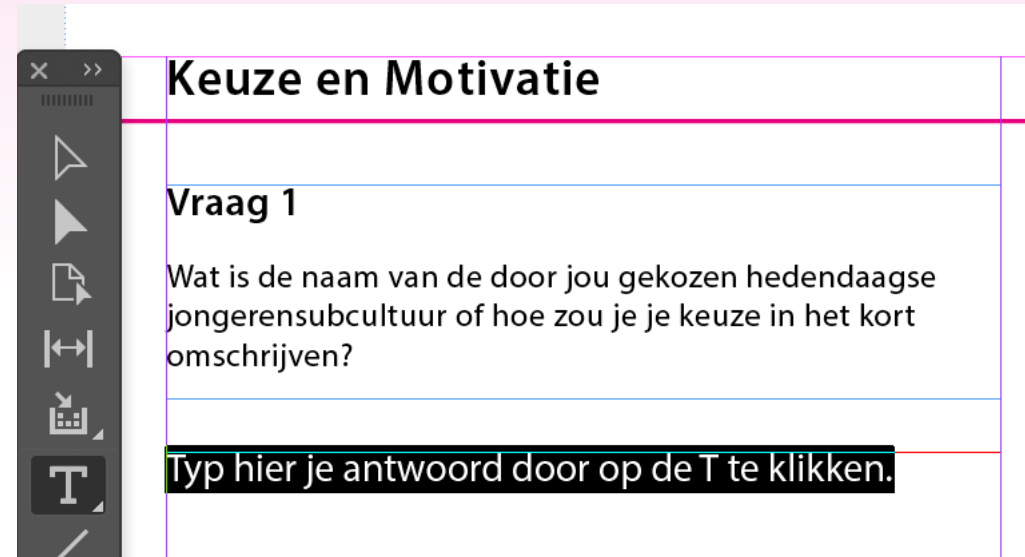 Keuze en Motivatie
Vraag 1
Wat is de naam van de door jou gekozen hedendaagse
jongerensubcultuur of hoe zou je je keuze in het kort
omschrijven?
Typ hier je antwoord door op de T te klikken.